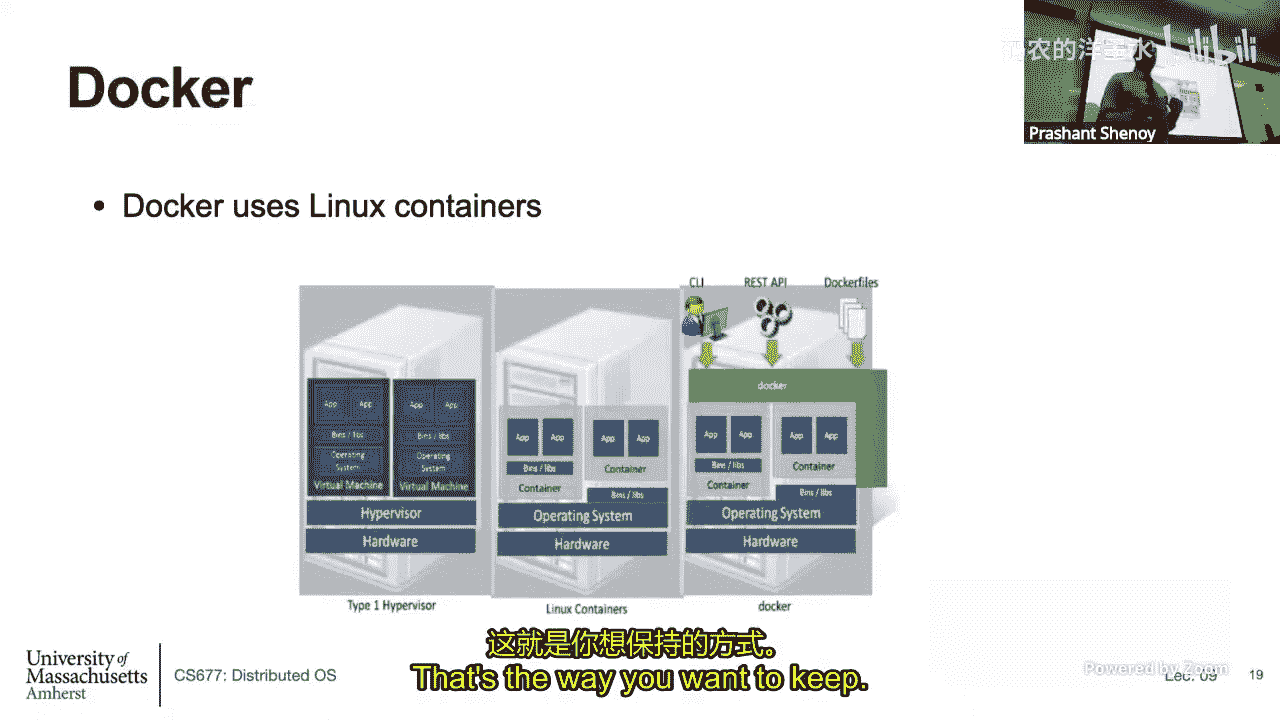 Docker
农的洋
bilibili
Prashant Shenoy
• Docker uses Linux containers
CLI
REST API
Dockerfiles
App
App
Bins / libs
Operating System
Virtual Machine
App
App
Bins / libs
Operating System
Virtual Machine
Hypervisor
Hardware
Type 1 Hypervisor
App
App
Bins / libs
Container
App
App
Container
Bins / libs
Operating System
Hardware
Linux Containers
docker
App
App
Bins / libs
Container
App
App
Container
Bins / libs
Operating System
Hardware
docker
这就是你想保持的方式。
That's the way you want to keep.
University of
Massachusetts
Amherst
CS677: Distributed OS
Powered by Zoom
Lec. 09
19